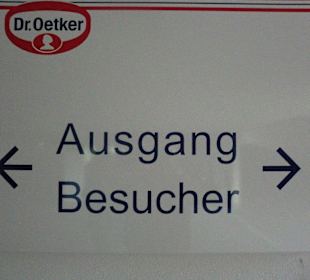 Dr.Oetker
← Ausgang →
Besucher